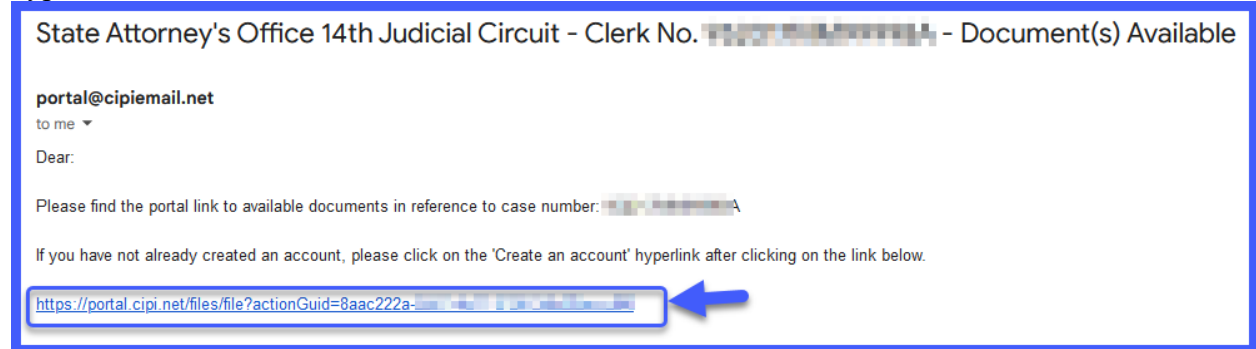 State Attorney's Office 14th Judicial Circuit - Clerk No. - Document(s) Available
portal@cipiemail.net
to me
Dear:
Please find the portal link to available documents in reference to case number: A
If you have not already created an account, please click on the 'Create an account' hyperlink after clicking on the link below.
https://portal.cipi.net/files/file?actionGuid=8aac222a-